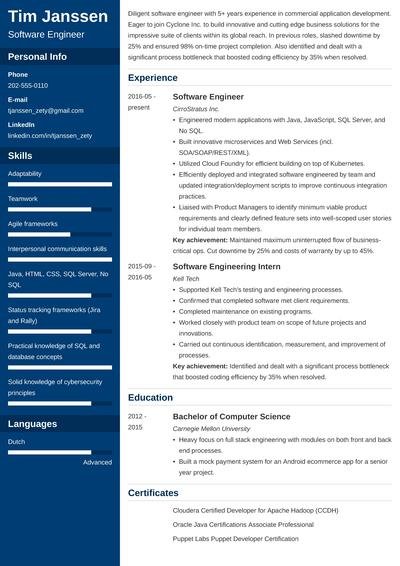 Tim Janssen
Software Engineer
Personal Info
Phone
202-555-0110
E-mail
tjanssen_zety@gmail.com
LinkedIn
linkedin.com/in/tjanssen_zety
Skills
Adaptability
Teamwork
Agile frameworks
Interpersonal communication skills
Java, HTML, CSS, SQL Server, No
SQL
Status tracking frameworks (Jira
and Rally)
Practical knowledge of SQL and
database concepts
Solid knowledge of cybersecurity
principles
Languages
Dutch
Advanced
Diligent software engineer with 5+ years experience in commercial application development.
Eager to join Cyclone Inc. to build innovative and cutting edge business solutions for the
impressive suite of clients within its global reach. In previous roles, slashed downtime by
25% and ensured 98% on-time project completion. Also identified and dealt with a
significant process bottleneck that boosted coding efficiency by 35% when resolved.
Experience
2016-05 -
present
Software Engineer
CirroStratus Inc.
• Engineered modern applications with Java, JavaScript, SQL Server, and
No SQL.
• Built innovative microservices and Web Services (incl.
SOA/SOAP/REST/XML).
• Utilized Cloud Foundry for efficient building on top of Kubernetes.
• Efficiently deployed and integrated software engineered by team and
updated integration/deployment scripts to improve continuous integration
practices.
• Liaised with Product Managers to identify minimum viable product
requirements and clearly defined feature sets into well-scoped user stories
for individual team members.
Key achievement: Maintained maximum uninterrupted flow of business-
critical ops. Cut downtime by 25% and costs of warranty by up to 45%.
2015-09 -
2016-05
Software Engineering Intern
Kell Tech
• Supported Kell Tech's testing and engineering processes.
• Confirmed that completed software met client requirements.
• Completed maintenance on existing programs.
• Worked closely with product team on scope of future projects and
innovations.
• Carried out continuous identification, measurement, and improvement of
processes.
Key achievement: Identified and dealt with a significant process bottleneck
that boosted coding efficiency by 35% when resolved.
Education
2012 -
2015
Bachelor of Computer Science
Carnegie Mellon University
• Heavy focus on full stack engineering with modules on both front and back
end processes.
• Built a mock payment system for an Android ecommerce app for a senior
year project.
Certificates
Cloudera Certified Developer for Apache Hadoop (CCDH)
Oracle Java Certifications Associate Professional
Puppet Labs Puppet Developer Certification